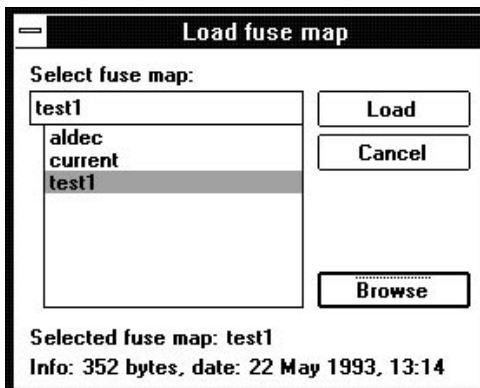 Load fuse map
Select fuse map:
test1
Load
aldec
current
test1
Cancel
Browse
Selected fuse map: test1
Info: 352 bytes, date: 22 May 1993, 13:14